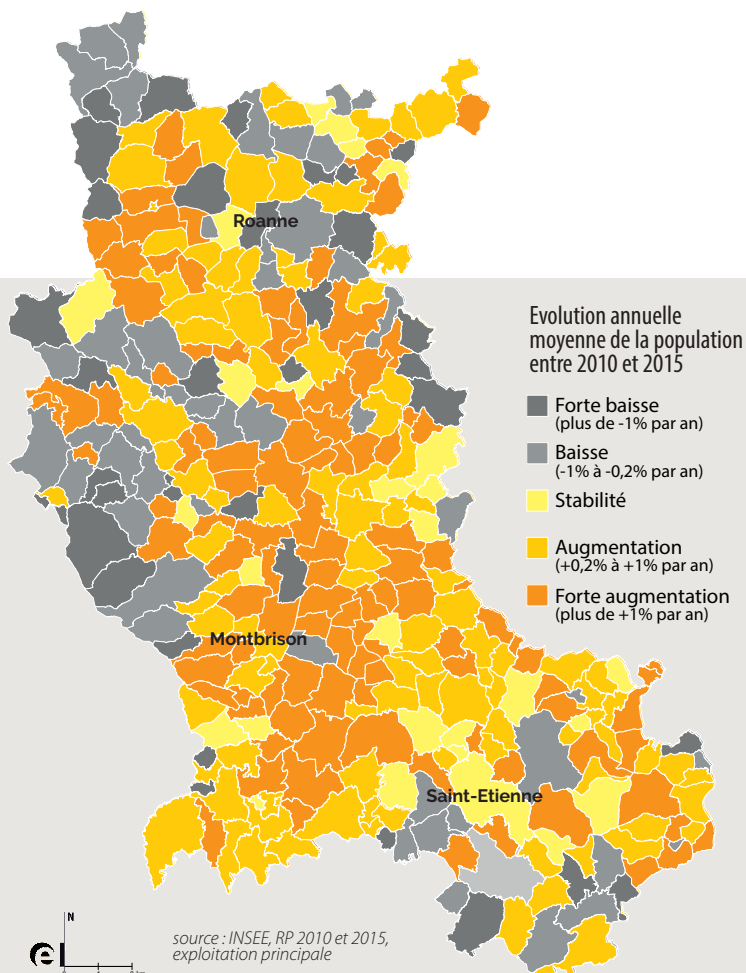 Roanne
Evolution annuelle
moyenne de la population
entre 2010 et 2015
Forte baisse
(plus de -1% par an)
Baisse
(-1% à -0,2% par an)
Stabilité
Augmentation
(+0,2% à +1% par an)
Forte augmentation
(plus de +1% par an)
Montbrison
Saint-Etienne
N
source : INSEE, RP 2010 et 2015,
exploitation principale